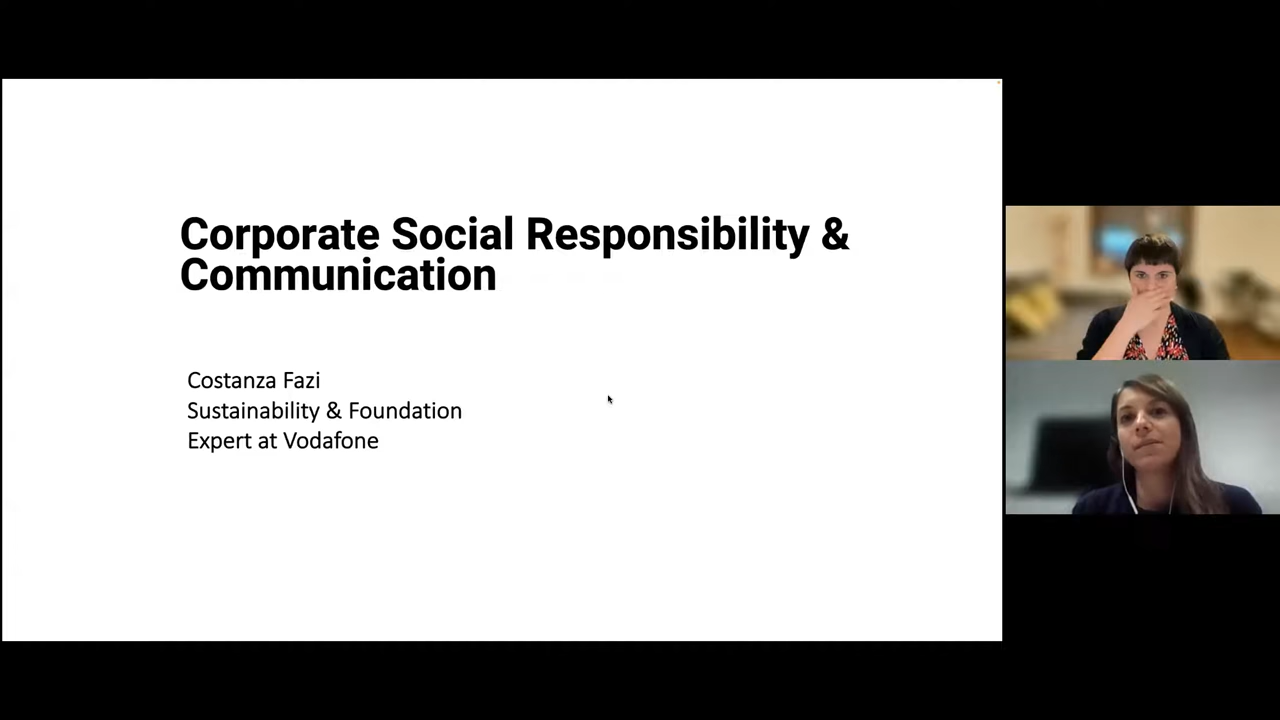 Corporate Social Responsibility &
Communication
Costanza Fazi
Sustainability & Foundation
Expert at Vodafone